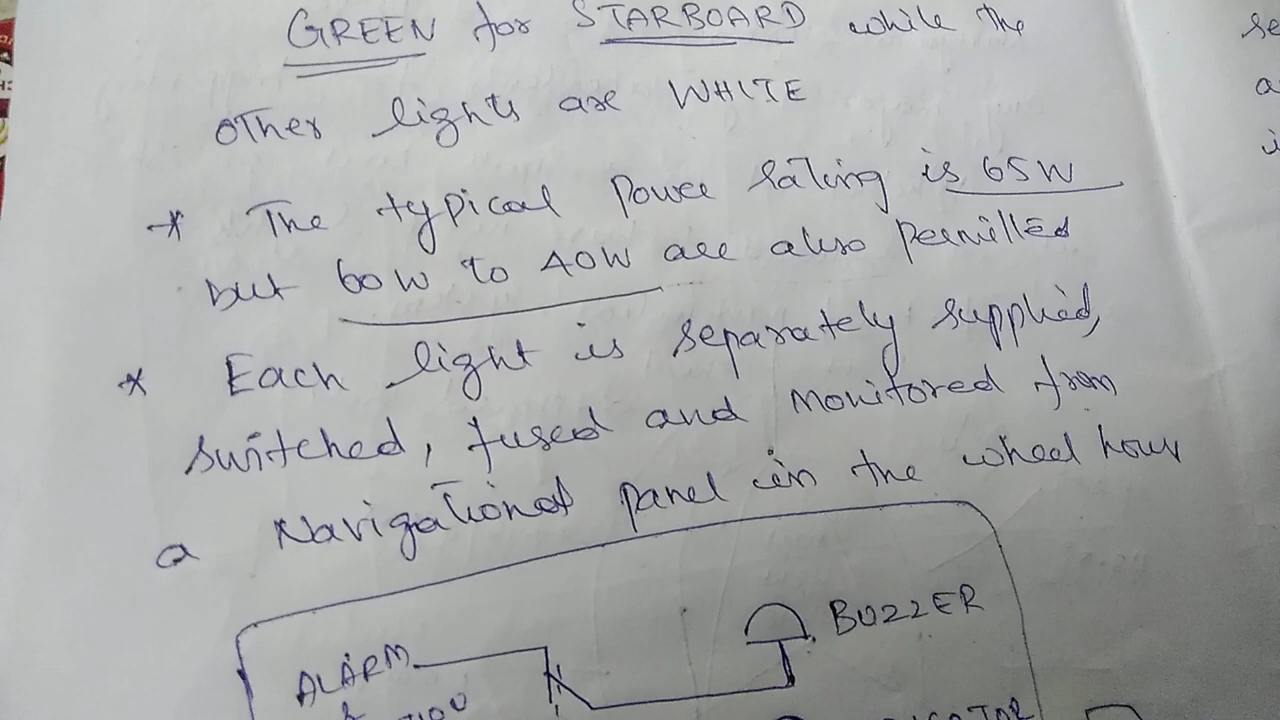 GREEN for STARBOARD while the
other lights are WHITE
* The typical Power rating is 65W
but 60W to 40W are also permitted
* Each light is separately supplied,
switched, fused and monitored from
a Navigational panel in the wheel house
BUZZER
ALARM
&